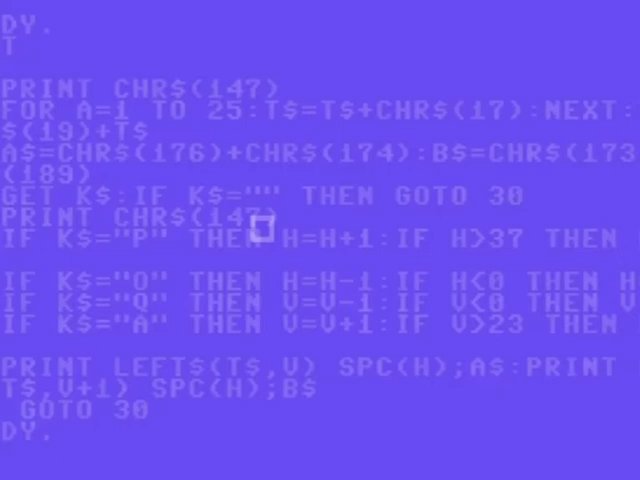 DY.
T
PRINT CHR$(147)
FOR A=1 TO 25:T$=T$+CHR$(17):NEXT:
$(19)+T$
A$=CHR$(176)+CHR$(174):B$=CHR$(173
(189)
GET K$:IF K$="" THEN GOTO 30
PRINT CHR$(147)
IF K$="P" THEN H=H+1:IF H>37 THEN
IF K$="O" THEN H=H-1:IF H<0 THEN H
IF K$="Q" THEN V=V-1:IF V<0 THEN V
IF K$="A" THEN V=V+1:IF V>23 THEN
PRINT LEFT$(T$,V) SPC(H);A$:PRINT
T$,V+1) SPC(H);B$
GOTO 30
DY.